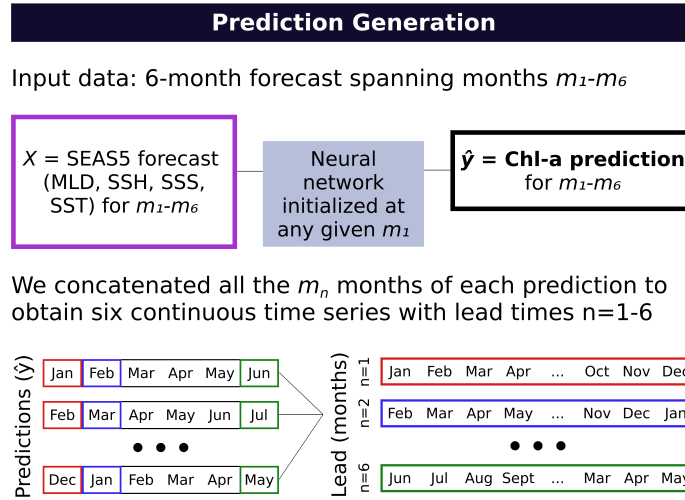 Prediction Generation
Input data: 6-month forecast spanning months m₁-m₆
X = SEAS5 forecast
(MLD, SSH, SSS,
SST) for m₁-m₆
Neural
network
initialized at
any given m₁
ŷ = Chl-a prediction
for m₁-m₆
We concatenated all the mₙ months of each prediction to
obtain six continuous time series with lead times n=1-6
Predictions (ŷ)
Jan Feb Mar Apr May Jun
Feb Mar Apr May Jun Jul
• • •
Dec Jan Feb Mar Apr May
Lead (months)
n=1
Jan Feb Mar Apr ... Oct Nov Dec
n=2
Feb Mar Apr May ... Nov Dec Jan
• • •
n=6
Jun Jul Aug Sept ... Mar Apr May